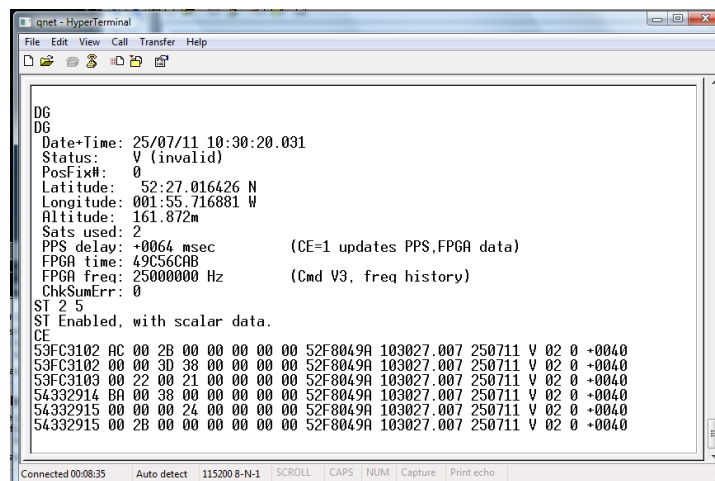 qnet - HyperTerminal
File Edit View Call Transfer Help
DG
DG
Date+Time: 25/07/11 10:30:20.031
Status: V (invalid)
PosFix#: 0
Latitude: 52:27.016426 N
Longitude: 001:55.716881 W
Altitude: 161.872m
Sats used: 2
PPS delay: +0064 msec (CE=1 updates PPS,FPGA data)
FPGA time: 49C56CAB
FPGA freq: 25000000 Hz (Cmd V3, freq history)
ChkSumErr: 0
ST 2 5
ST Enabled, with scalar data.
CE
53FC3102 AC 00 2B 00 00 00 00 00 52F8049A 103027.007 250711 V 02 0 +0040
53FC3102 00 00 3D 38 00 00 00 00 52F8049A 103027.007 250711 V 02 0 +0040
53FC3103 00 22 00 21 00 00 00 00 52F8049A 103027.007 250711 V 02 0 +0040
54332914 BA 00 38 00 00 00 00 00 52F8049A 103027.007 250711 V 02 0 +0040
54332915 00 00 00 24 00 00 00 00 52F8049A 103027.007 250711 V 02 0 +0040
54332915 00 2B 00 00 00 00 00 00 52F8049A 103027.007 250711 V 02 0 +0040
Connected 00:08:35 Auto detect 115200 8-N-1 SCROLL CAPS NUM Capture Print echo